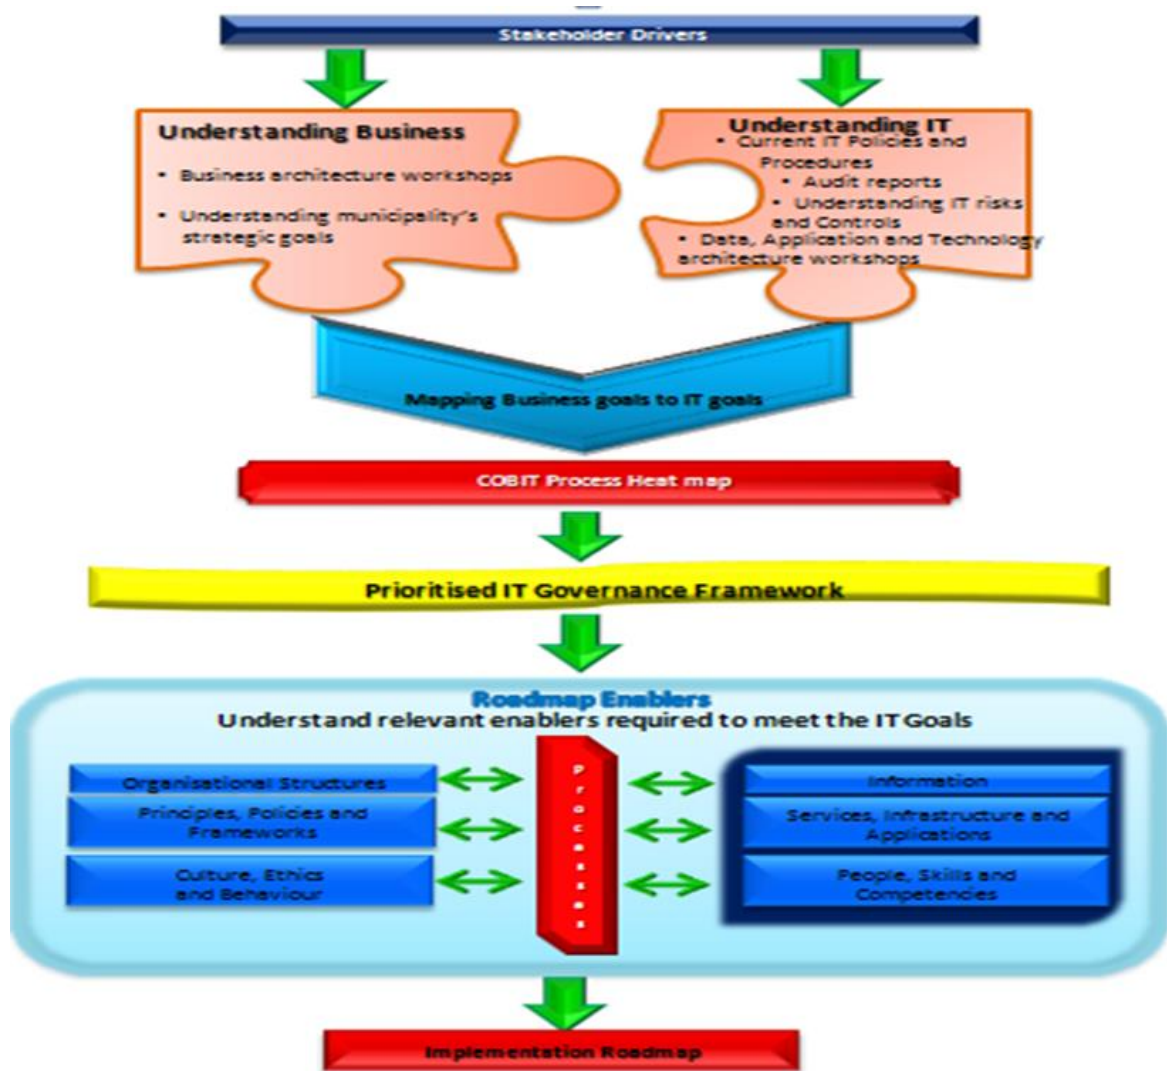 Stakeholder Drivers
Understanding Business
• Business architecture workshops
• Understanding municipality's
strategic goals
Understanding IT
• Current IT Policies and
Procedures
• Audit reports
• Understanding IT risks
and Controls
• Data, Application and Technology
architecture workshops
Mapping Business goals to IT goals
COBIT Process Heat map
Prioritised IT Governance Framework
Roadmap Enablers
Understand relevant enablers required to meet the IT Goals
Organisational Structures
Principles, Policies and
Frameworks
Culture, Ethics
and Behaviour
Processes
Information
Services, Infrastructure and
Applications
People, Skills and
Competencies
Implementation Roadmap